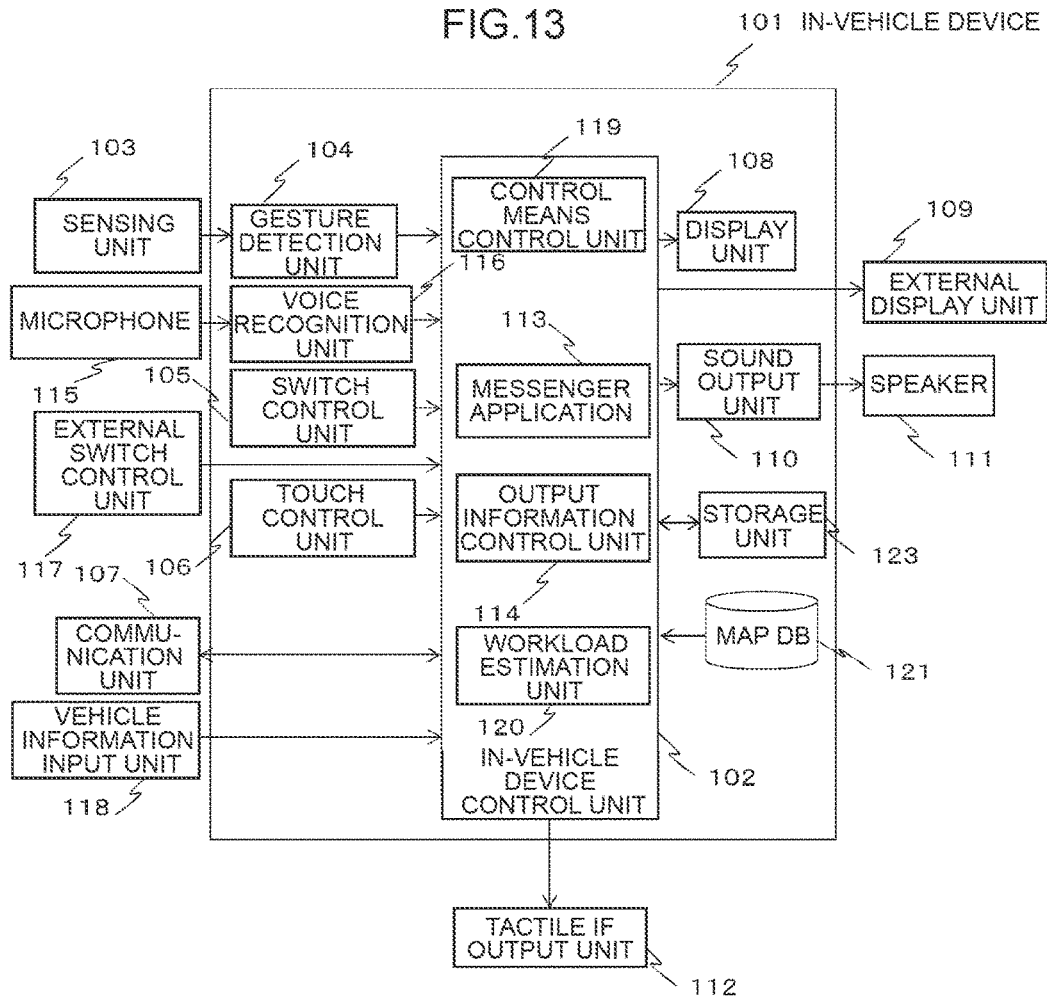 FIG.13
101 IN-VEHICLE DEVICE
103
104
119
108
109
SENSING
UNIT
GESTURE
DETECTION
UNIT
CONTROL
MEANS
CONTROL UNIT
DISPLAY
UNIT
EXTERNAL
DISPLAY UNIT
116
MICROPHONE
VOICE
RECOGNITION
UNIT
113
115
105
SWITCH
CONTROL
UNIT
MESSENGER
APPLICATION
SOUND
OUTPUT
UNIT
SPEAKER
110
111
EXTERNAL
SWITCH
CONTROL
UNIT
TOUCH
CONTROL
UNIT
OUTPUT
INFORMATION
CONTROL UNIT
STORAGE
UNIT
123
117
106
107
114
COMMU-
NICATION
UNIT
WORKLOAD
ESTIMATION
UNIT
MAP DB
121
120
VEHICLE
INFORMATION
INPUT UNIT
118
IN-VEHICLE
DEVICE
CONTROL UNIT
102
TACTILE IF
OUTPUT UNIT
112